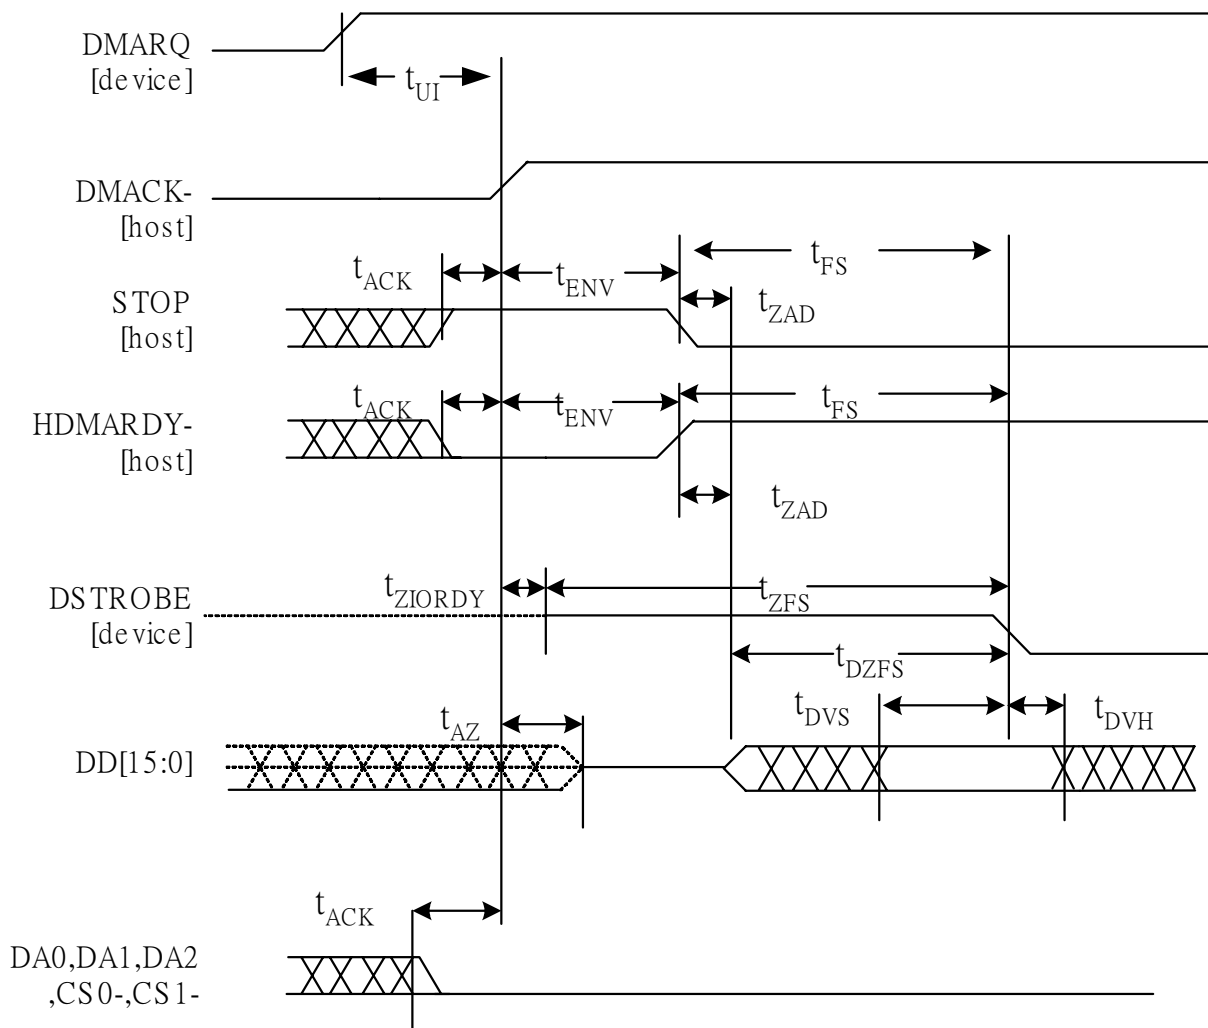 DMARQ
[device]
tUI
DMACK-
[host]
tFS
tACK
tENV
STOP
[host]
tZAD
tACK
tENV
tFS
HDMARDY-
[host]
tZAD
tZIORDY
tZFS
DSTROBE
[device]
tDZFS
tDVS
tDVH
tAZ
DD[15:0]
tACK
DA0,DA1,DA2
,CS0-,CS1-